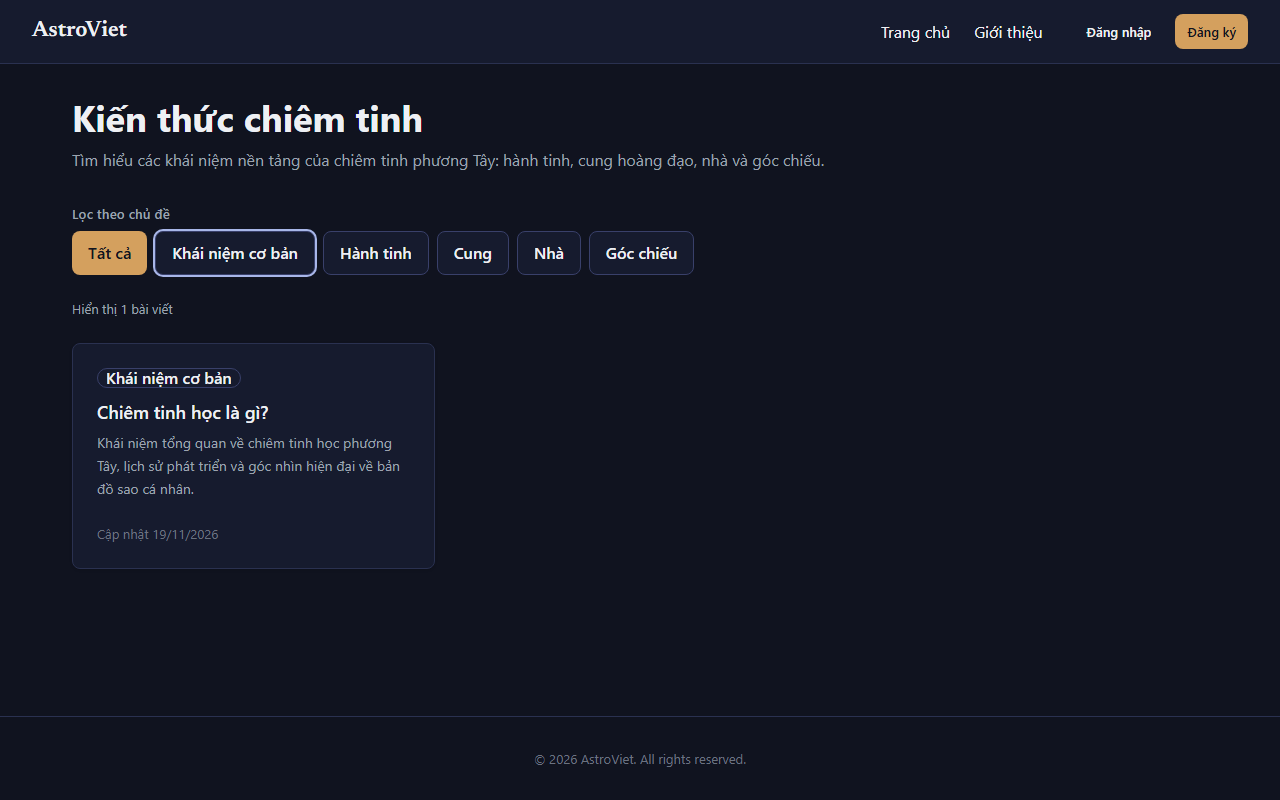 AstroViet
Trang chủ
Giới thiệu
Đăng nhập
Đăng ký
Kiến thức chiêm tinh
Tìm hiểu các khái niệm nền tảng của chiêm tinh phương Tây: hành tinh, cung hoàng đạo, nhà và góc chiếu.
Lọc theo chủ đề
Tất cả
Khái niệm cơ bản
Hành tinh
Cung
Nhà
Góc chiếu
Hiển thị 1 bài viết
Khái niệm cơ bản
Chiêm tinh học là gì?
Khái niệm tổng quan về chiêm tinh học phương
Tây, lịch sử phát triển và góc nhìn hiện đại về bản
đồ sao cá nhân.
Cập nhật 19/11/2026
© 2026 AstroViet. All rights reserved.